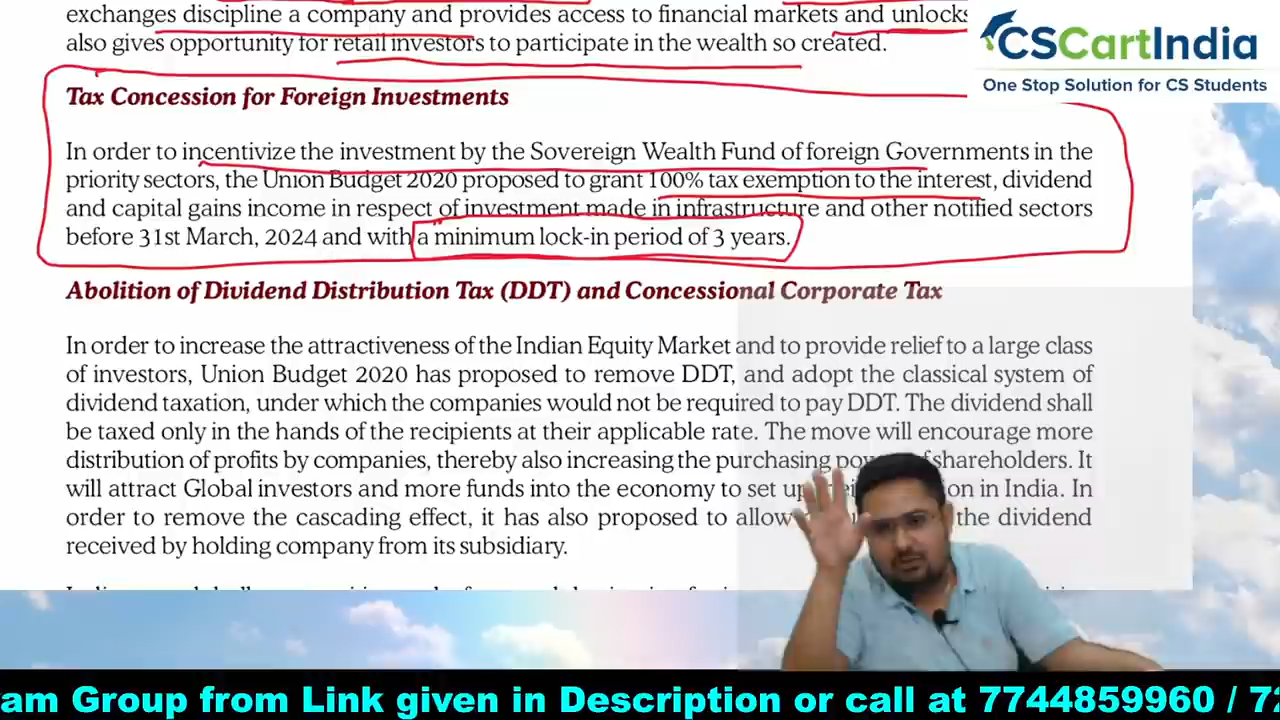 exchanges discipline a company and provides access to financial markets and unlocks
also gives opportunity for retail investors to participate in the wealth so created.
CSCartIndia
One Stop Solution for CS Students
Tax Concession for Foreign Investments
In order to incentivize the investment by the Sovereign Wealth Fund of foreign Governments in the
priority sectors, the Union Budget 2020 proposed to grant 100% tax exemption to the interest, dividend
and capital gains income in respect of investment made in infrastructure and other notified sectors
before 31st March, 2024 and with a minimum lock-in period of 3 years.
Abolition of Dividend Distribution Tax (DDT) and Concessional Corporate Tax
In order to increase the attractiveness of the Indian Equity Market and to provide relief to a large class
of investors, Union Budget 2020 has proposed to remove DDT, and adopt the classical system of
dividend taxation, under which the companies would not be required to pay DDT. The dividend shall
be taxed only in the hands of the recipients at their applicable rate. The move will encourage more
distribution of profits by companies, thereby also increasing the purchasing of shareholders. It
will attract Global investors and more funds into the economy to set up in India. In
order to remove the cascading effect, it has also proposed to allow the dividend
received by holding company from its subsidiary.
am Group from Link given in Description or call at 7744859960 / 72